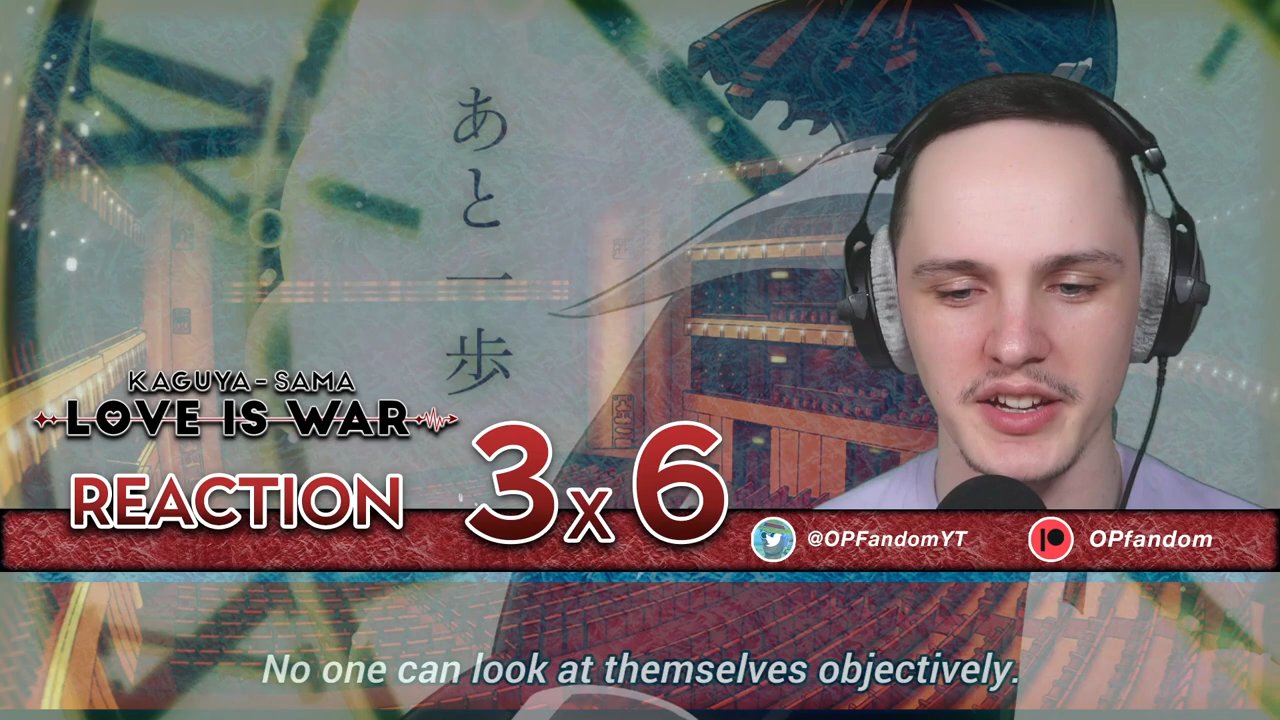 あと一歩
KAGUYA-SAMA
LOVE IS WAR
REACTION
3x6
@OPFandomYT
OPfandom
No one can look at themselves objectively.